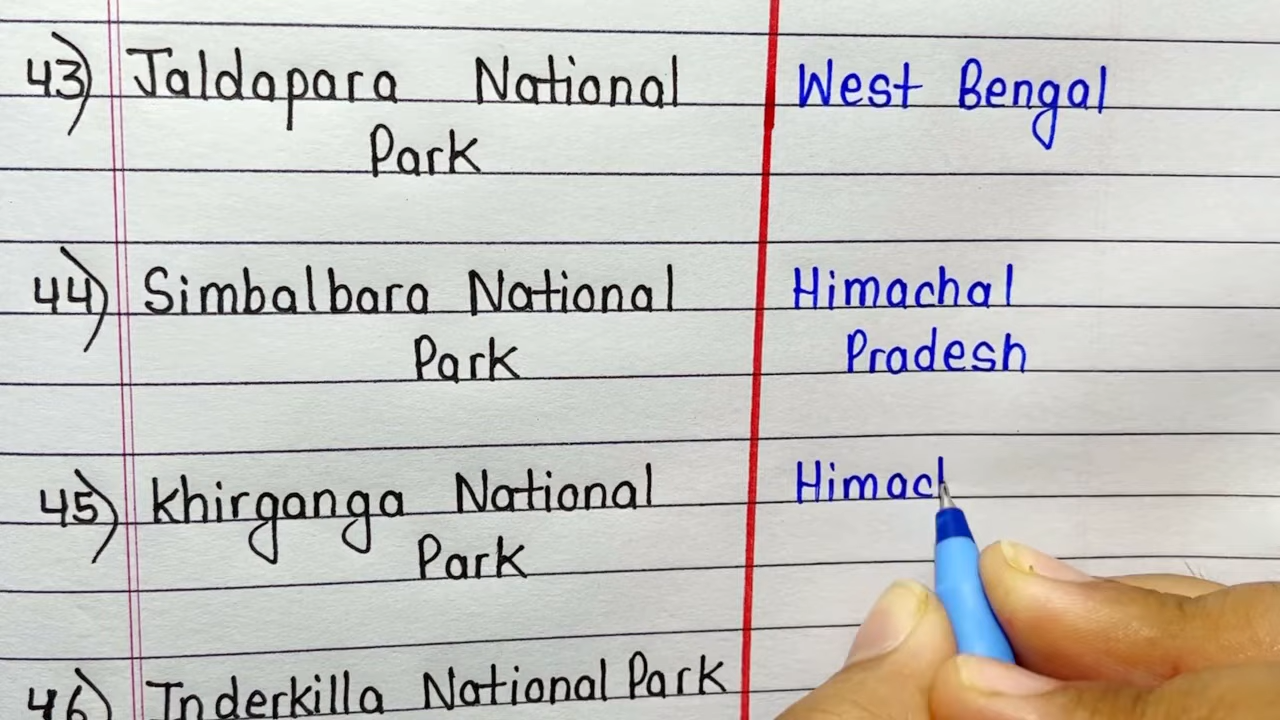 43) Jaldapara National West Bengal
Park
44) Simbalbara National Himachal
Park Pradesh
45) Khirganga National Himach
Park
46) Inderkilla National Park